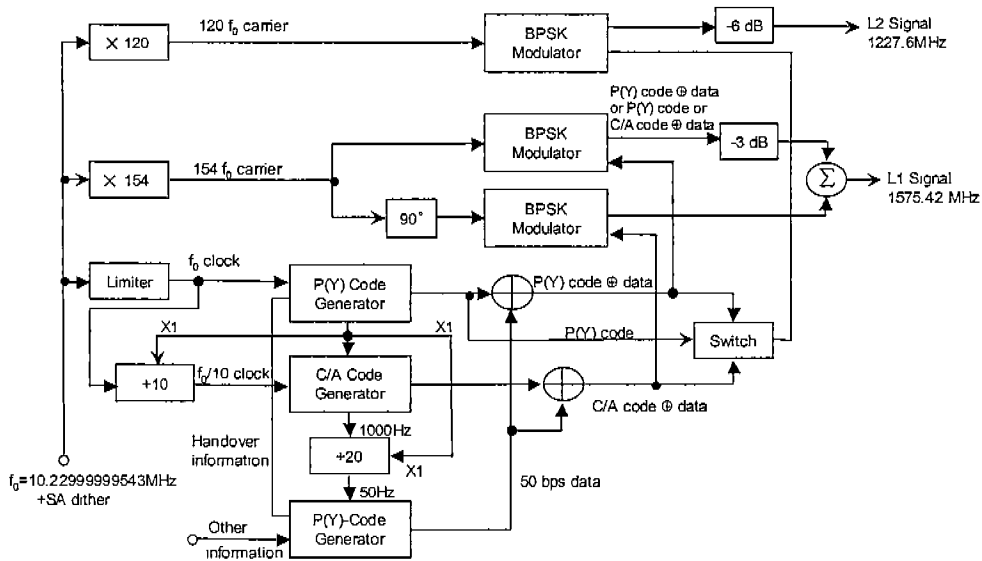 × 120
120 f₀ carrier
BPSK
Modulator
-6 dB
L2 Signal
1227.6MHz
P(Y) code ⊕ data
or P(Y) code or
C/A code ⊕ data
BPSK
Modulator
-3 dB
× 154
154 f₀ carrier
Σ
L1 Signal
1575.42 MHz
90°
BPSK
Modulator
Limiter
f₀ clock
P(Y) Code
Generator
P(Y) code ⊕ data
X1
X1
P(Y) code
Switch
+10
f₀/10 clock
C/A Code
Generator
C/A code ⊕ data
1000Hz
Handover
information
+20
X1
f₀=10.22999999543MHz
+SA dither
50Hz
50 bps data
P(Y)-Code
Generator
Other
information